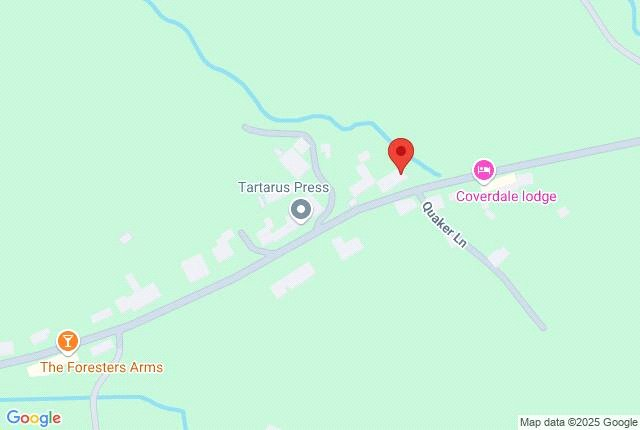 Tartarus Press
Coverdale lodge
Quaker Ln
The Foresters Arms
Google
Map data ©2025 Google